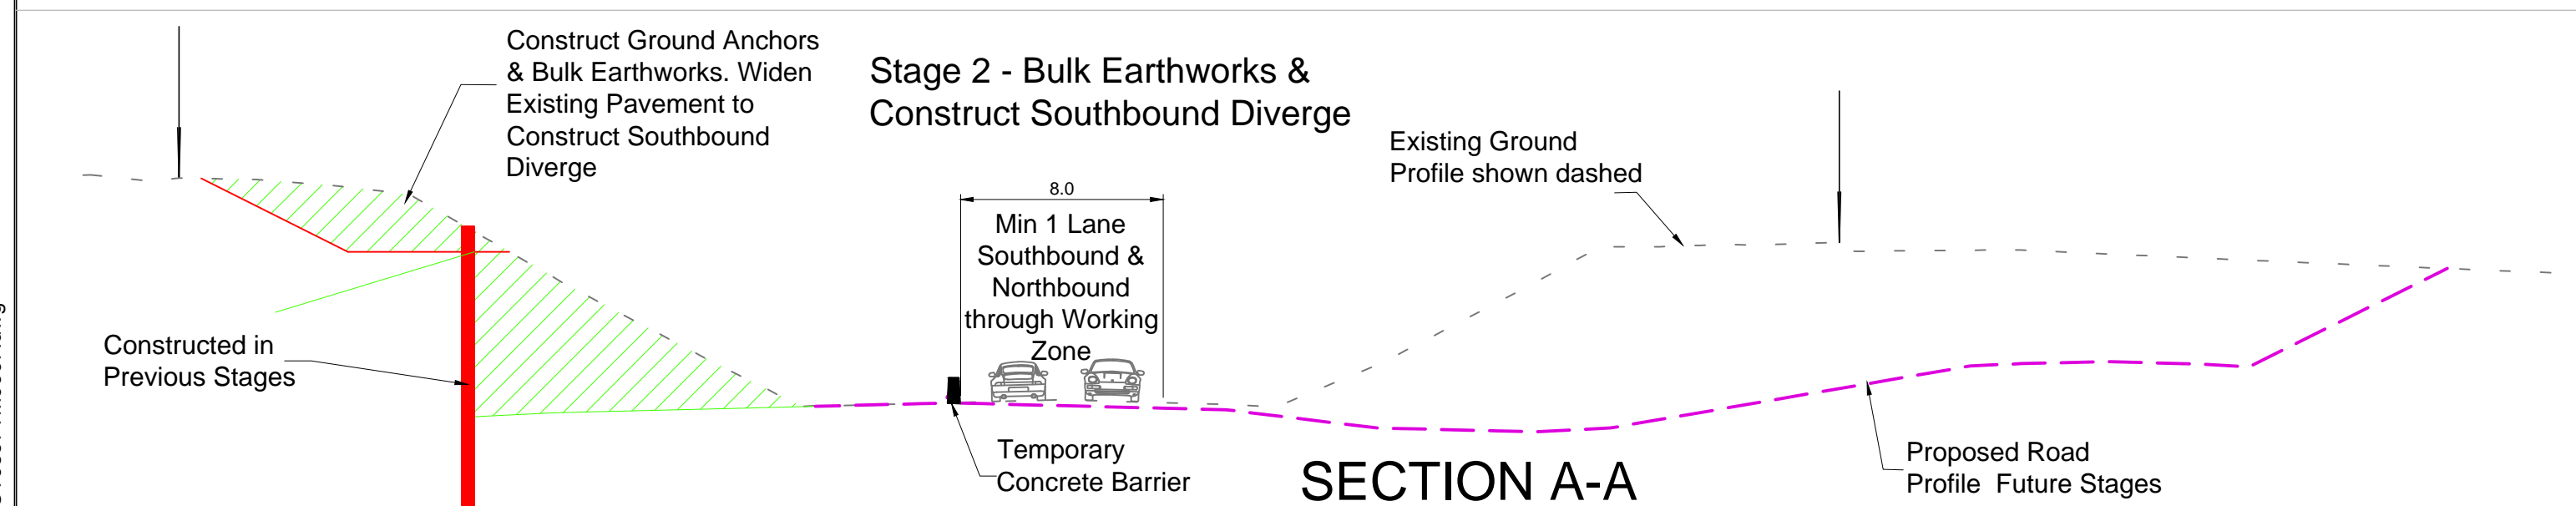 Construct Ground Anchors
& Bulk Earthworks. Widen
Existing Pavement to
Construct Southbound
Diverge
Stage 2 - Bulk Earthworks &
Construct Southbound Diverge
Existing Ground
Profile shown dashed
8.0
Min 1 Lane
Southbound &
Northbound
through Working
Zone
Constructed in
Previous Stages
Temporary
Concrete Barrier
SECTION A-A
Proposed Road
Profile Future Stages